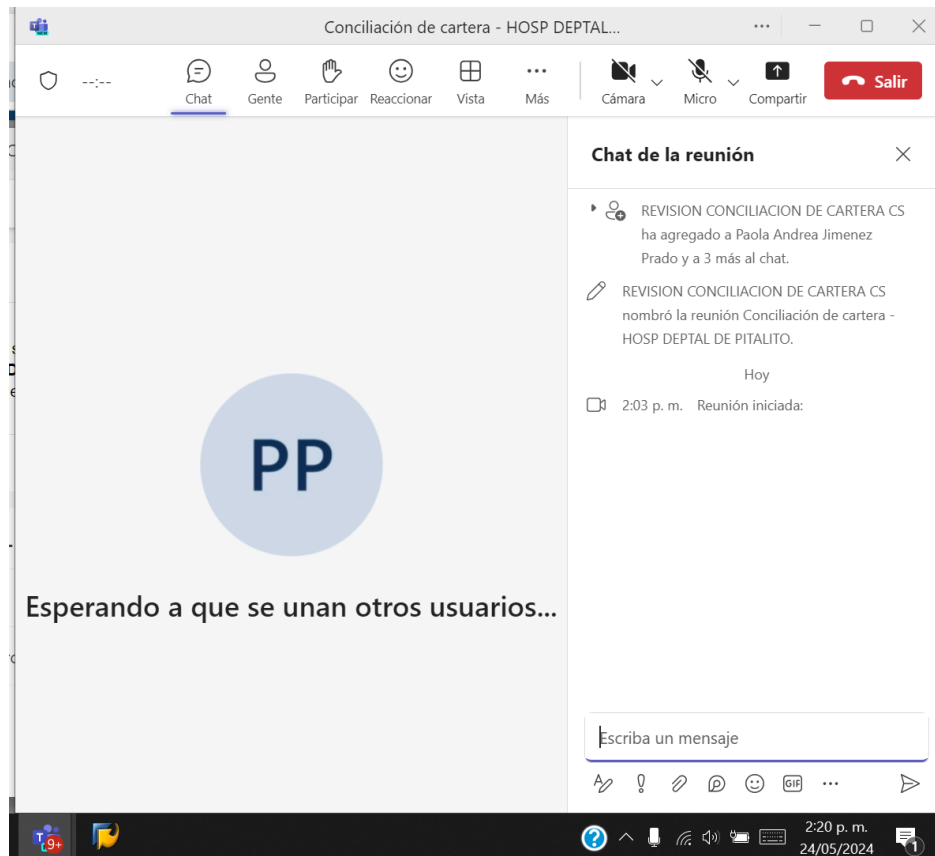 Conciliación de cartera - HOSP DEPTAL...
--:--
Chat
Gente
Participar
Reaccionar
Vista
Más
Cámara
Micro
Compartir
Salir
Chat de la reunión
REVISION CONCILIACION DE CARTERA CS
ha agregado a Paola Andrea Jimenez
Prado y a 3 más al chat.
REVISION CONCILIACION DE CARTERA CS
nombró la reunión Conciliación de cartera -
HOSP DEPTAL DE PITALITO.
Hoy
2:03 p. m. Reunión iniciada:
PP
Esperando a que se unan otros usuarios...
Escriba un mensaje
GIF
9+
2:20 p. m.
24/05/2024
1